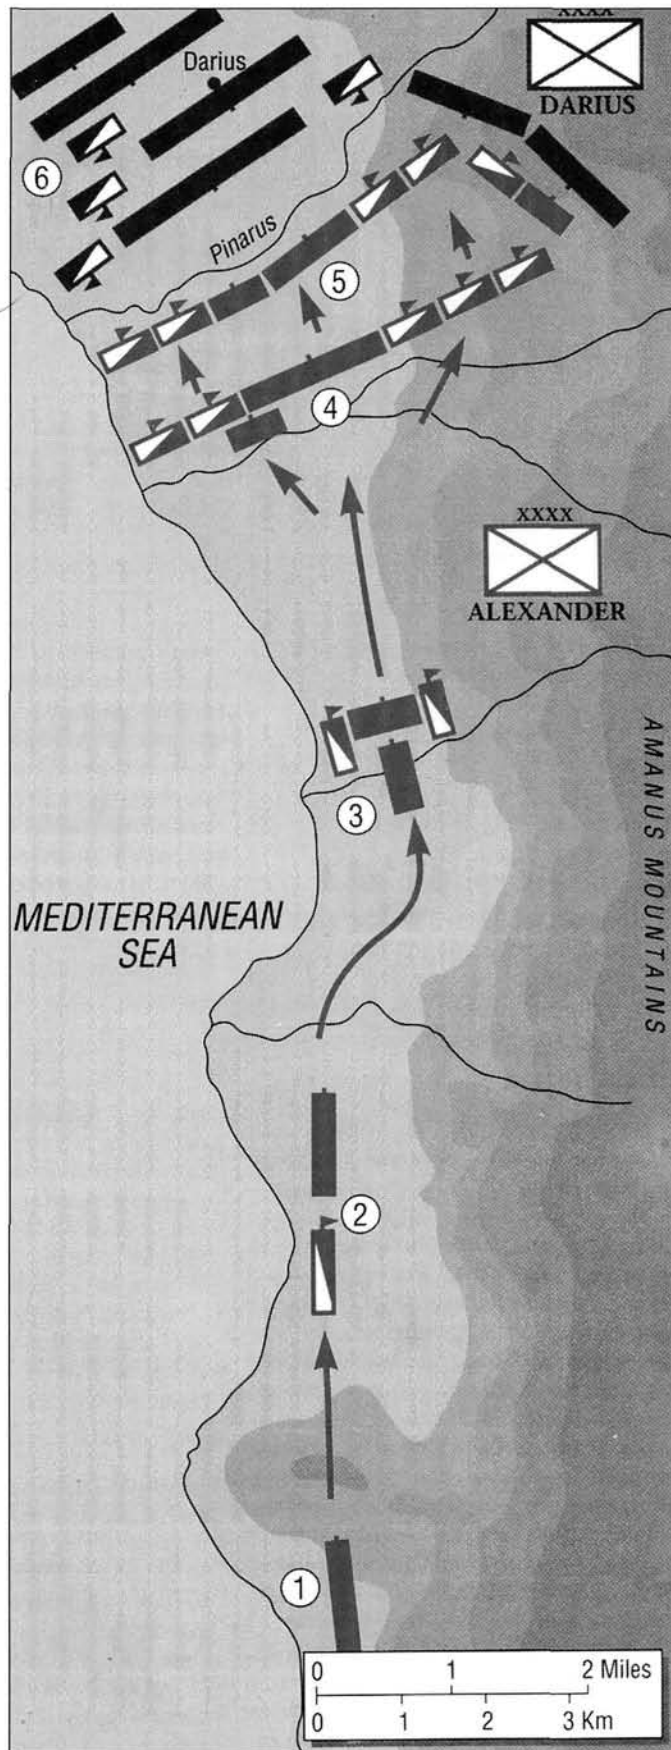 XXXX
DARIUS
Darius
6
Pinarus
5
4
XXXX
ALEXANDER
3
AMANUS MOUNTAINS
MEDITERRANEAN
SEA
2
1
0 1 2 Miles
0 1 2 3 Km